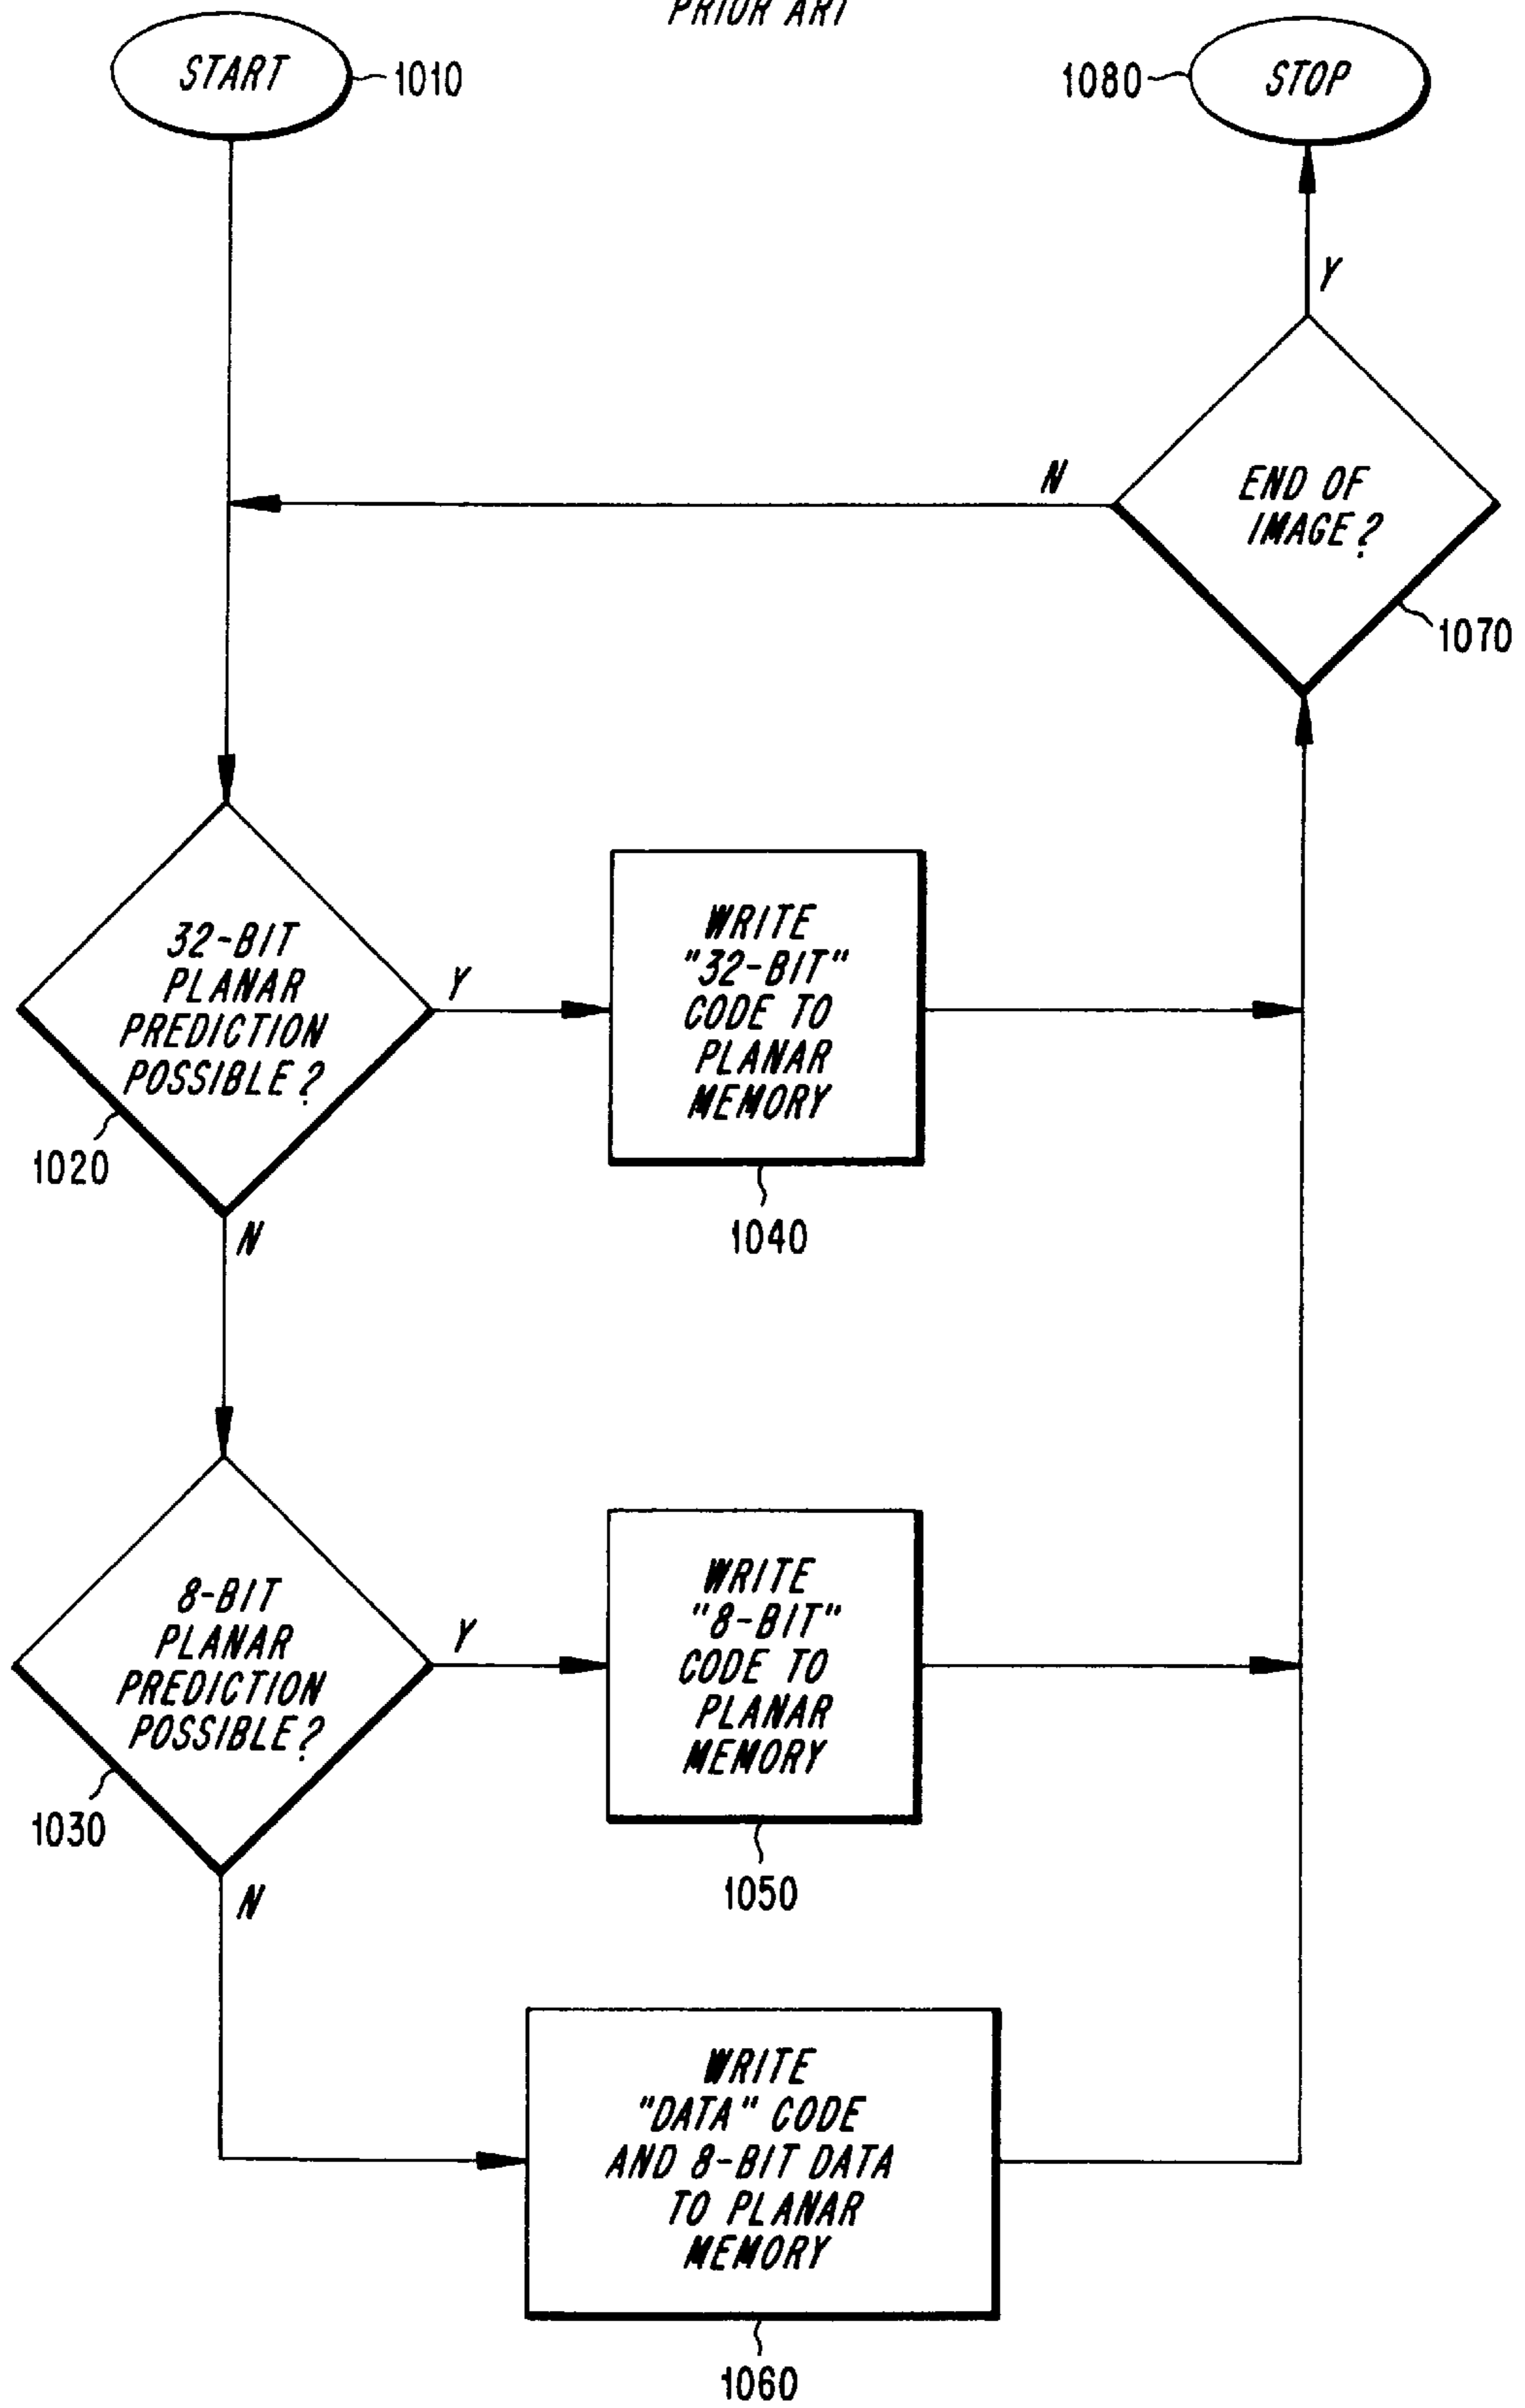 PRIOR ART
START
1010
1080
STOP
Y
N
END OF
IMAGE?
1070
32-BIT
PLANAR
PREDICTION
POSSIBLE?
Y
1020
N
WRITE
"32-BIT"
CODE TO
PLANAR
MEMORY
1040
8-BIT
PLANAR
PREDICTION
POSSIBLE?
Y
1030
N
WRITE
"8-BIT"
CODE TO
PLANAR
MEMORY
1050
WRITE
"DATA" CODE
AND 8-BIT DATA
TO PLANAR
MEMORY
1060